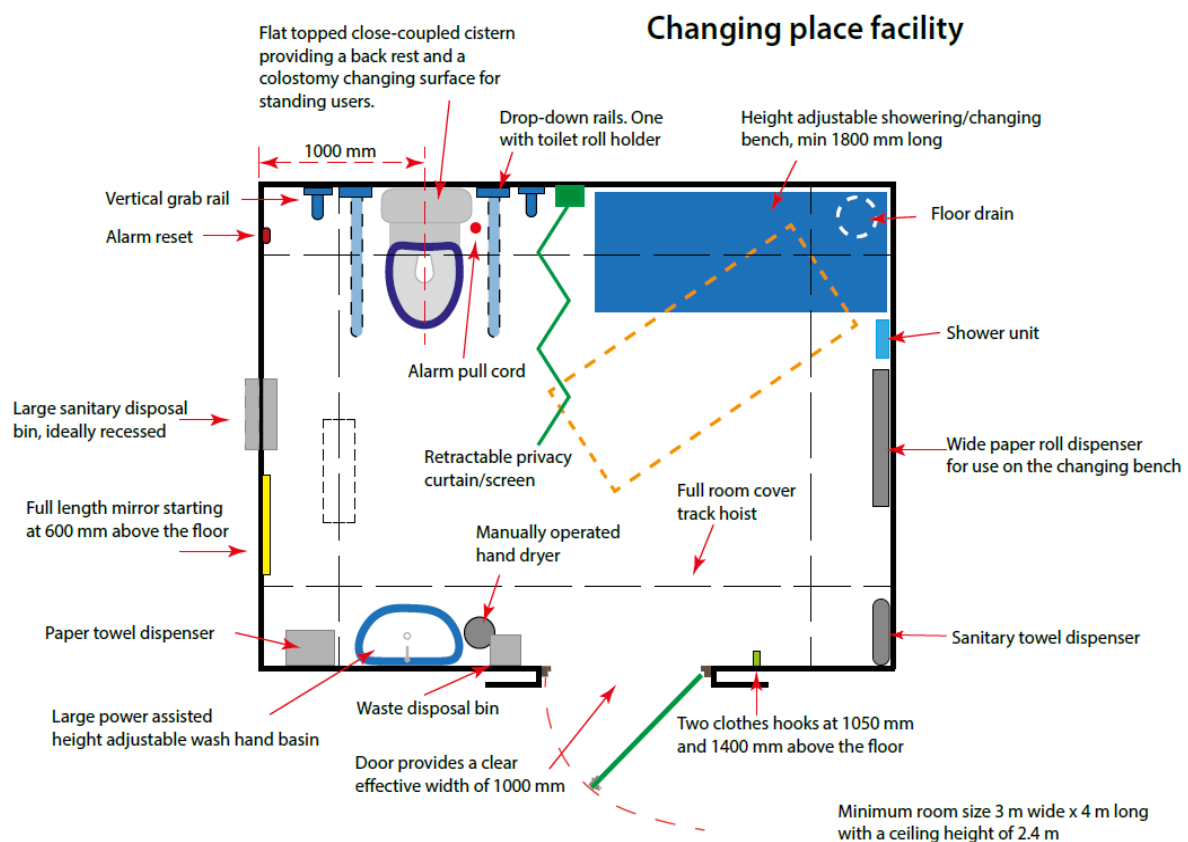 Changing place facility
Flat topped close-coupled cistern
providing a back rest and a
colostomy changing surface for
standing users.
Drop-down rails. One
with toilet roll holder
Height adjustable showering/changing
bench, min 1800 mm long
1000 mm
Vertical grab rail
Floor drain
Alarm reset
Shower unit
Alarm pull cord
Large sanitary disposal
bin, ideally recessed
Wide paper roll dispenser
for use on the changing bench
Retractable privacy
curtain/screen
Full room cover
track hoist
Full length mirror starting
at 600 mm above the floor
Manually operated
hand dryer
Paper towel dispenser
Sanitary towel dispenser
Large power assisted
height adjustable wash hand basin
Waste disposal bin
Two clothes hooks at 1050 mm
and 1400 mm above the floor
Door provides a clear
effective width of 1000 mm
Minimum room size 3 m wide x 4 m long
with a ceiling height of 2.4 m